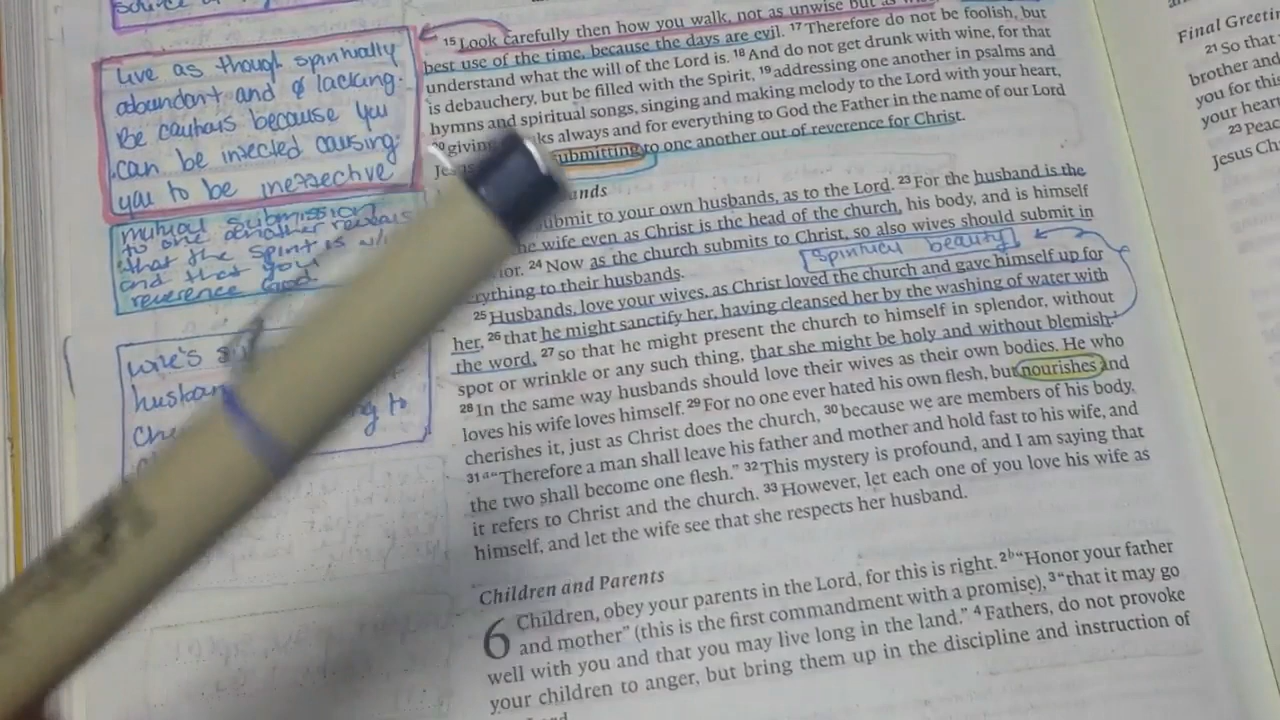 Live as though spiritually
abundant and ∅ lacking.
Be cautious because you
can be infected causing
you to be ineffective
mutual submission
to one another reveals
that the spirit is w/
and that you
reverence God
wife's
husban
to
15 Look carefully then how you walk, not as unwise but as
best use of the time, because the days are evil. 17 Therefore do not be foolish, but
understand what the will of the Lord is. 18 And do not get drunk with wine, for that
is debauchery, but be filled with the Spirit, 19 addressing one another in psalms and
hymns and spiritual songs, singing and making melody to the Lord with your heart,
20 giving ks always and for everything to God the Father in the name of our Lord
submitting to one another out of reverence for Christ.
ands
ubmit to your own husbands, as to the Lord. 23 For the husband is the
he wife even as Christ is the head of the church, his body, and is himself
ior. 24 Now as the church submits to Christ, so also wives should submit in
erything to their husbands.
Spiritual beauty
25 Husbands, love your wives, as Christ loved the church and gave himself up for
her, 26 that he might sanctify her, having cleansed her by the washing of water with
the word, 27 so that he might present the church to himself in splendor, without
spot or wrinkle or any such thing, that she might be holy and without blemish.
28 In the same way husbands should love their wives as their own bodies. He who
loves his wife loves himself. 29 For no one ever hated his own flesh, but nourishes and
cherishes it, just as Christ does the church, 30 because we are members of his body.
31 a "Therefore a man shall leave his father and mother and hold fast to his wife, and
the two shall become one flesh." 32 This mystery is profound, and I am saying that
it refers to Christ and the church. 33 However, let each one of you love his wife as
himself, and let the wife see that she respects her husband.
Children and Parents
6 Children, obey your parents in the Lord, for this is right. 2 b "Honor your father
and mother" (this is the first commandment with a promise), 3 "that it may go
well with you and that you may live long in the land." 4 Fathers, do not provoke
your children to anger, but bring them up in the discipline and instruction of
Final Greetin
21 So that
brother and
you for this
your hear
23 Peac
Jesus Ch